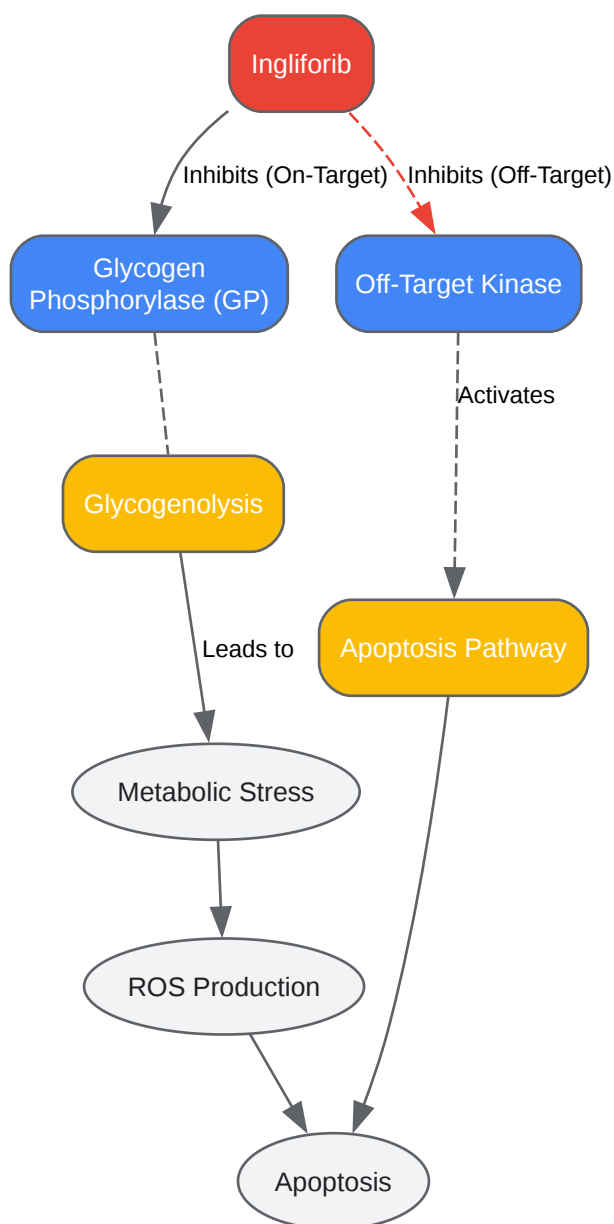 Ingliforib
Inhibits (On-Target)
Inhibits (Off-Target)
Glycogen
Phosphorylase (GP)
Off-Target Kinase
Activates
Glycogenolysis
Leads to
Apoptosis Pathway
Metabolic Stress
ROS Production
Apoptosis